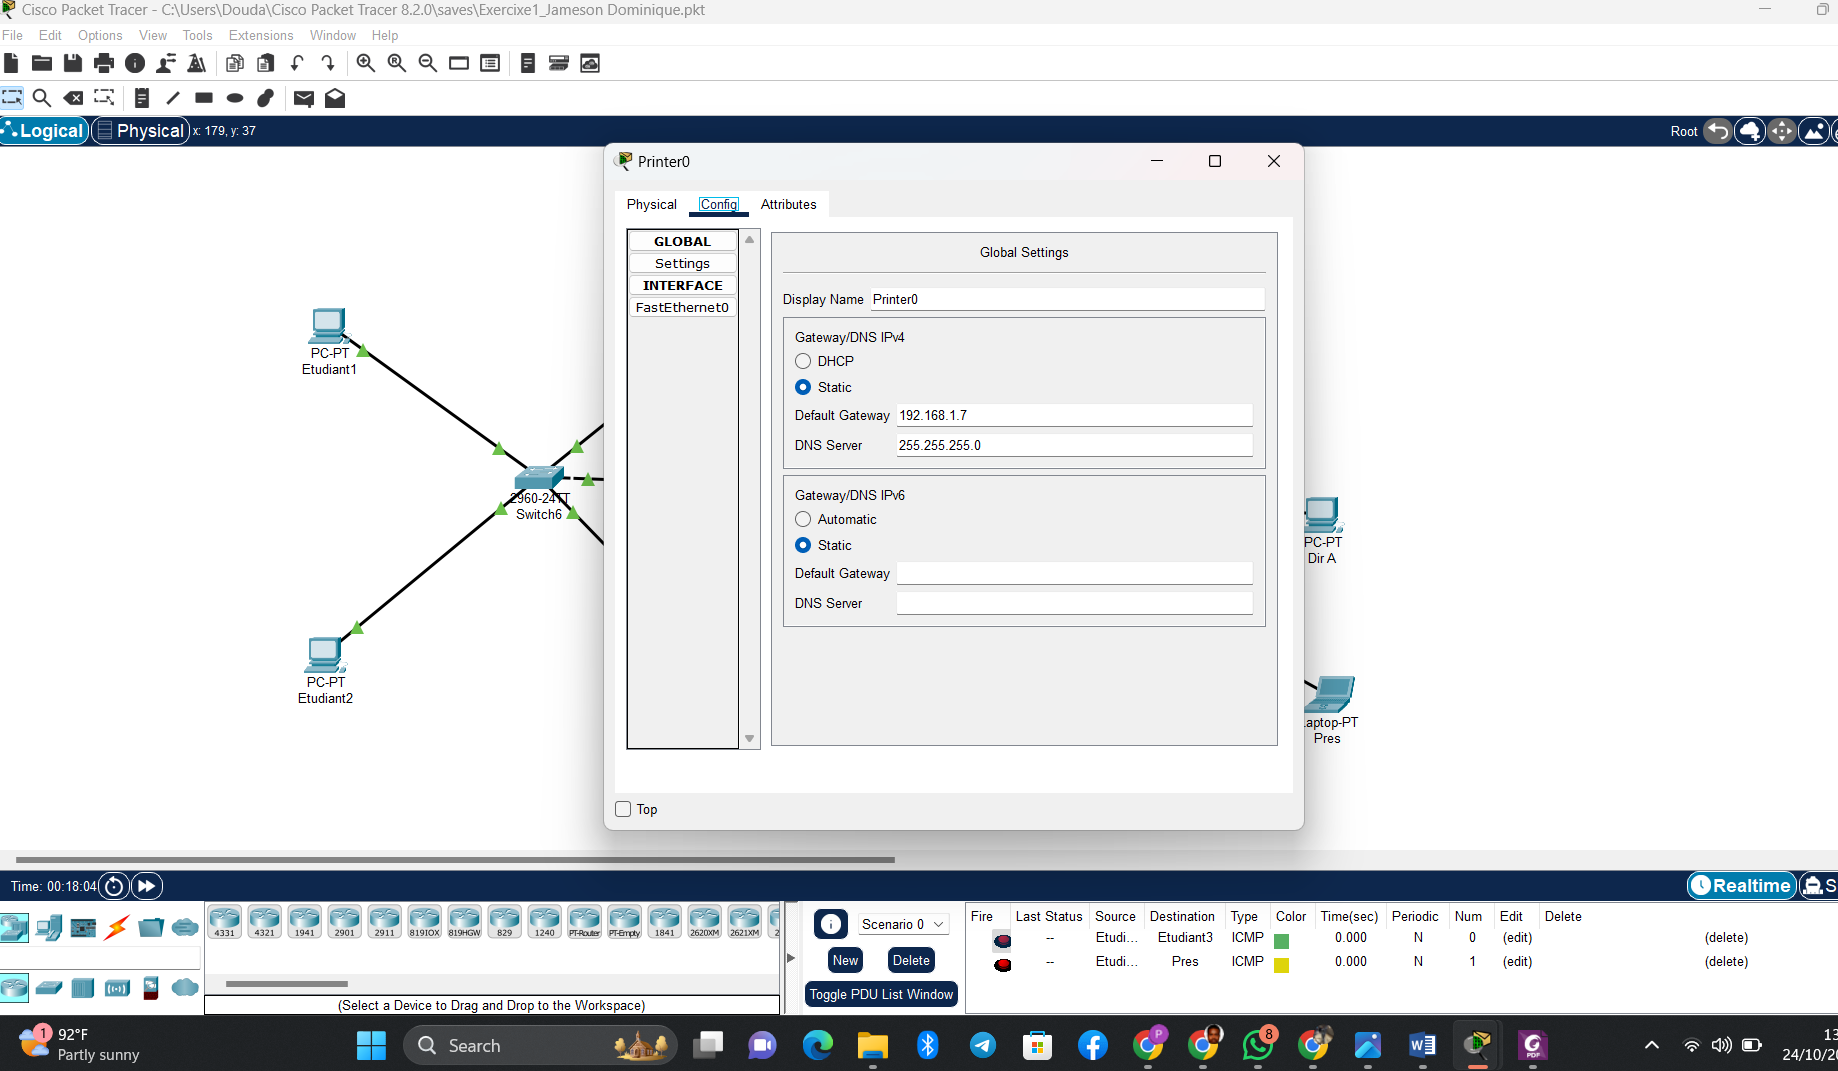 Cisco Packet Tracer - C:\Users\Douda\Cisco Packet Tracer 8.2.0\saves\Exercixe1_Jameson Dominique.pkt
File Edit Options View Tools Extensions Window Help
Logical Physical x: 179, y: 37 Root
Printer0
Physical Config Attributes
GLOBAL
Settings
INTERFACE
FastEthernet0
Global Settings
Display Name Printer0
Gateway/DNS IPv4
DHCP
Static
Default Gateway 192.168.1.7
DNS Server 255.255.255.0
Gateway/DNS IPv6
Automatic
Static
Default Gateway
DNS Server
Top
PC-PT
Etudiant1
2960-24TT
Switch6
PC-PT
Etudiant2
PC-PT
Dir A
aptop-PT
Pres
Time: 00:18:04 Realtime S
4331 4321 1941 2901 2911 819IOX 819HGW 829 1240 PT-Router PT-Empty 1841 2620XM 2621XM 2
(Select a Device to Drag and Drop to the Workspace)
Scenario 0
New Delete
Toggle PDU List Window
Fire Last Status Source Destination Type Color Time(sec) Periodic Num Edit Delete
-- Etudi... Etudiant3 ICMP 0.000 N 0 (edit) (delete)
-- Etudi... Pres ICMP 0.000 N 1 (edit) (delete)
1
92°F
Partly sunny
Search
P
8
PDF
13
24/10/20